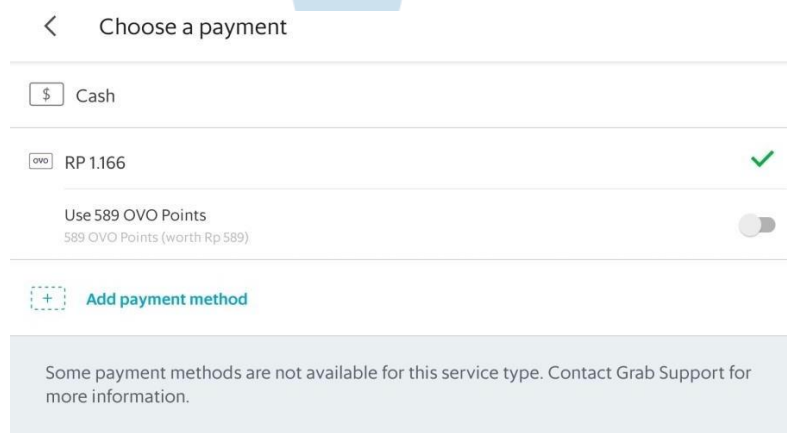 Choose a payment
$ Cash
ovo RP 1.166
Use 589 OVO Points
589 OVO Points (worth Rp 589)
+ Add payment method
Some payment methods are not available for this service type. Contact Grab Support for
more information.